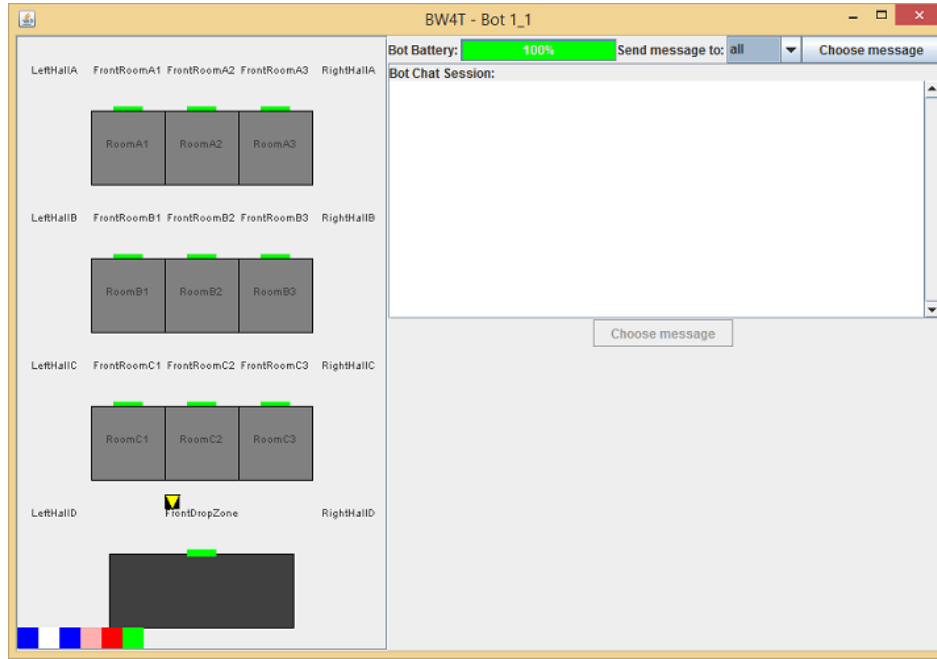 BW4T - Bot 1_1
Bot Battery: 100% Send message to: all Choose message
Bot Chat Session:
LeftHallA FrontRoomA1 FrontRoomA2 FrontRoomA3 RightHallA
RoomA1 RoomA2 RoomA3
LeftHallB FrontRoomB1 FrontRoomB2 FrontRoomB3 RightHallB
RoomB1 RoomB2 RoomB3
Choose message
LeftHallC FrontRoomC1 FrontRoomC2 FrontRoomC3 RightHallC
RoomC1 RoomC2 RoomC3
LeftHallD FrontDropZone RightHallD